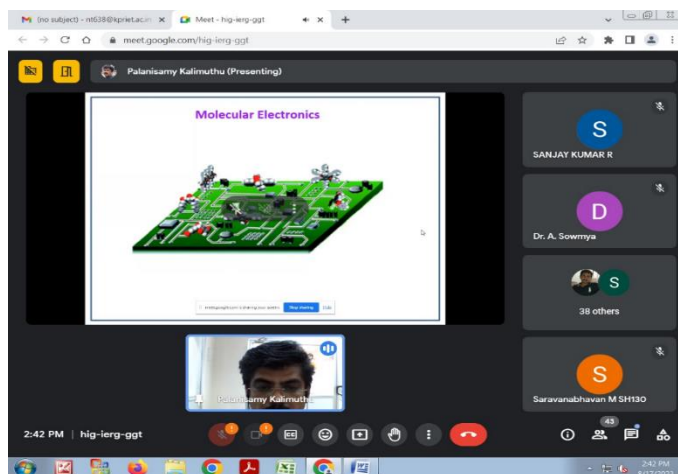 (no subject) - nt638@kpriet.ac.in
Meet - hig-ierg-ggt
meet.google.com/hig-ierg-ggt
Palanisamy Kalimuthu (Presenting)
Molecular Electronics
Stop sharing
Hide
SANJAY KUMAR R
D
Dr. A. Sowmya
S
S
38 others
S
Saravanabhavan M SH130
Palanisamy Kalimuthu
2:42 PM | hig-ierg-ggt
CC
43
2:42 PM